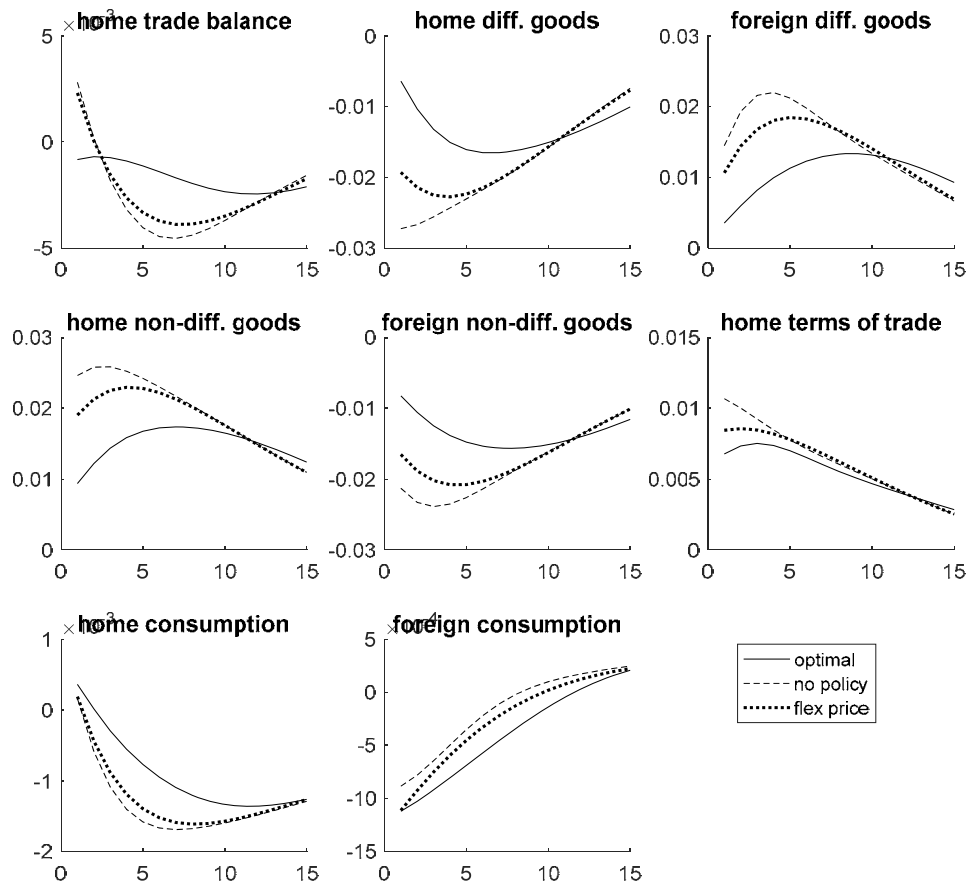 home trade balance
5
0
-5
0 5 10 15
home diff. goods
0
-0.01
-0.02
-0.03
0 5 10 15
foreign diff. goods
0.03
0.02
0.01
0
0 5 10 15
home non-diff. goods
0.03
0.02
0.01
0
0 5 10 15
foreign non-diff. goods
0
-0.01
-0.02
-0.03
0 5 10 15
home terms of trade
0.015
0.01
0.005
0
0 5 10 15
home consumption
1
0
-1
-2
0 5 10 15
foreign consumption
5
0
-5
-10
-15
0 5 10 15
optimal
no policy
flex price